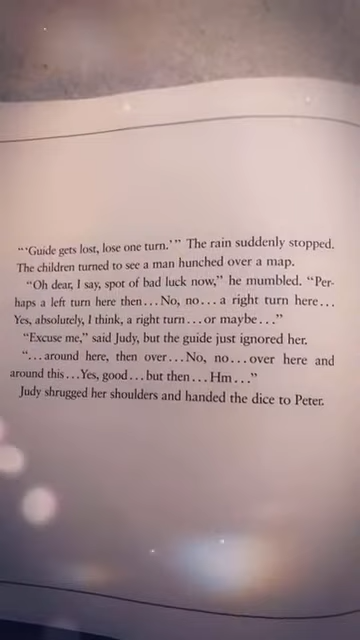 “‘Guide gets lost, lose one turn.’” The rain suddenly stopped.
The children turned to see a man hunched over a map.
“Oh dear, I say, spot of bad luck now,” he mumbled. “Per-
haps a left turn here then...No, no...a right turn here...
Yes, absolutely, I think, a right turn...or maybe...”
“Excuse me,” said Judy, but the guide just ignored her.
“...around here, then over...No, no...over here and
around this...Yes, good...but then...Hm...”
Judy shrugged her shoulders and handed the dice to Peter.